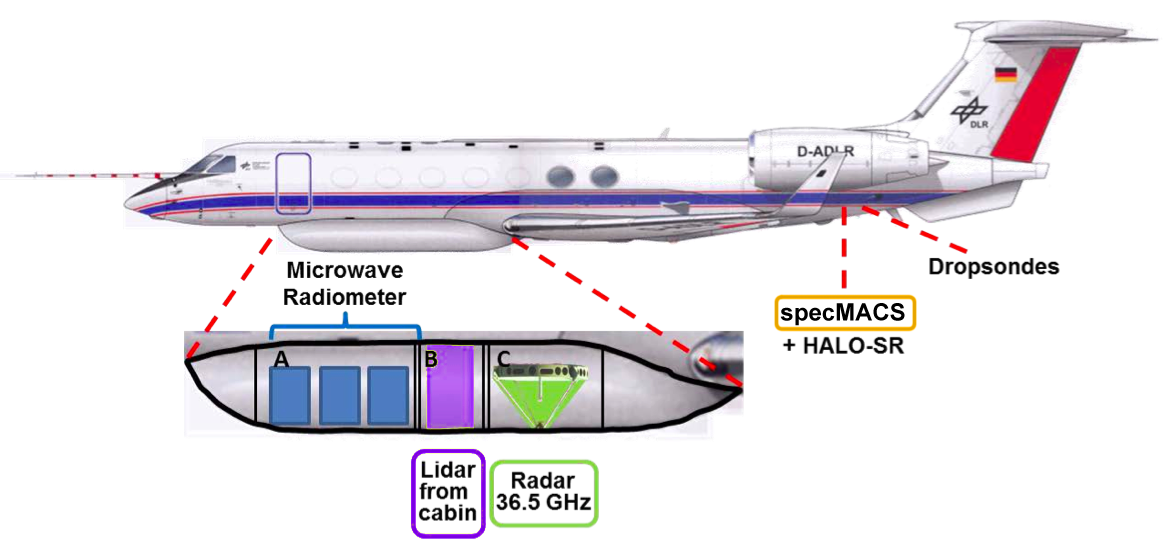 D-ADLR
DLR
Microwave
Radiometer
Dropsondes
specMACS
+ HALO-SR
A
B
C
Lidar
from
cabin
Radar
36.5 GHz